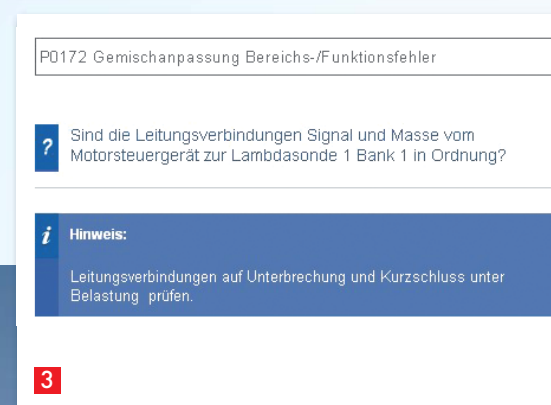 P0172 Gemischanpassung Bereichs-/Funktionsfehler
? Sind die Leitungsverbindungen Signal und Masse vom
Motorsteuergerät zur Lambdasonde 1 Bank 1 in Ordnung?
i Hinweis:
Leitungsverbindungen auf Unterbrechung und Kurzschluss unter
Belastung prüfen.
3